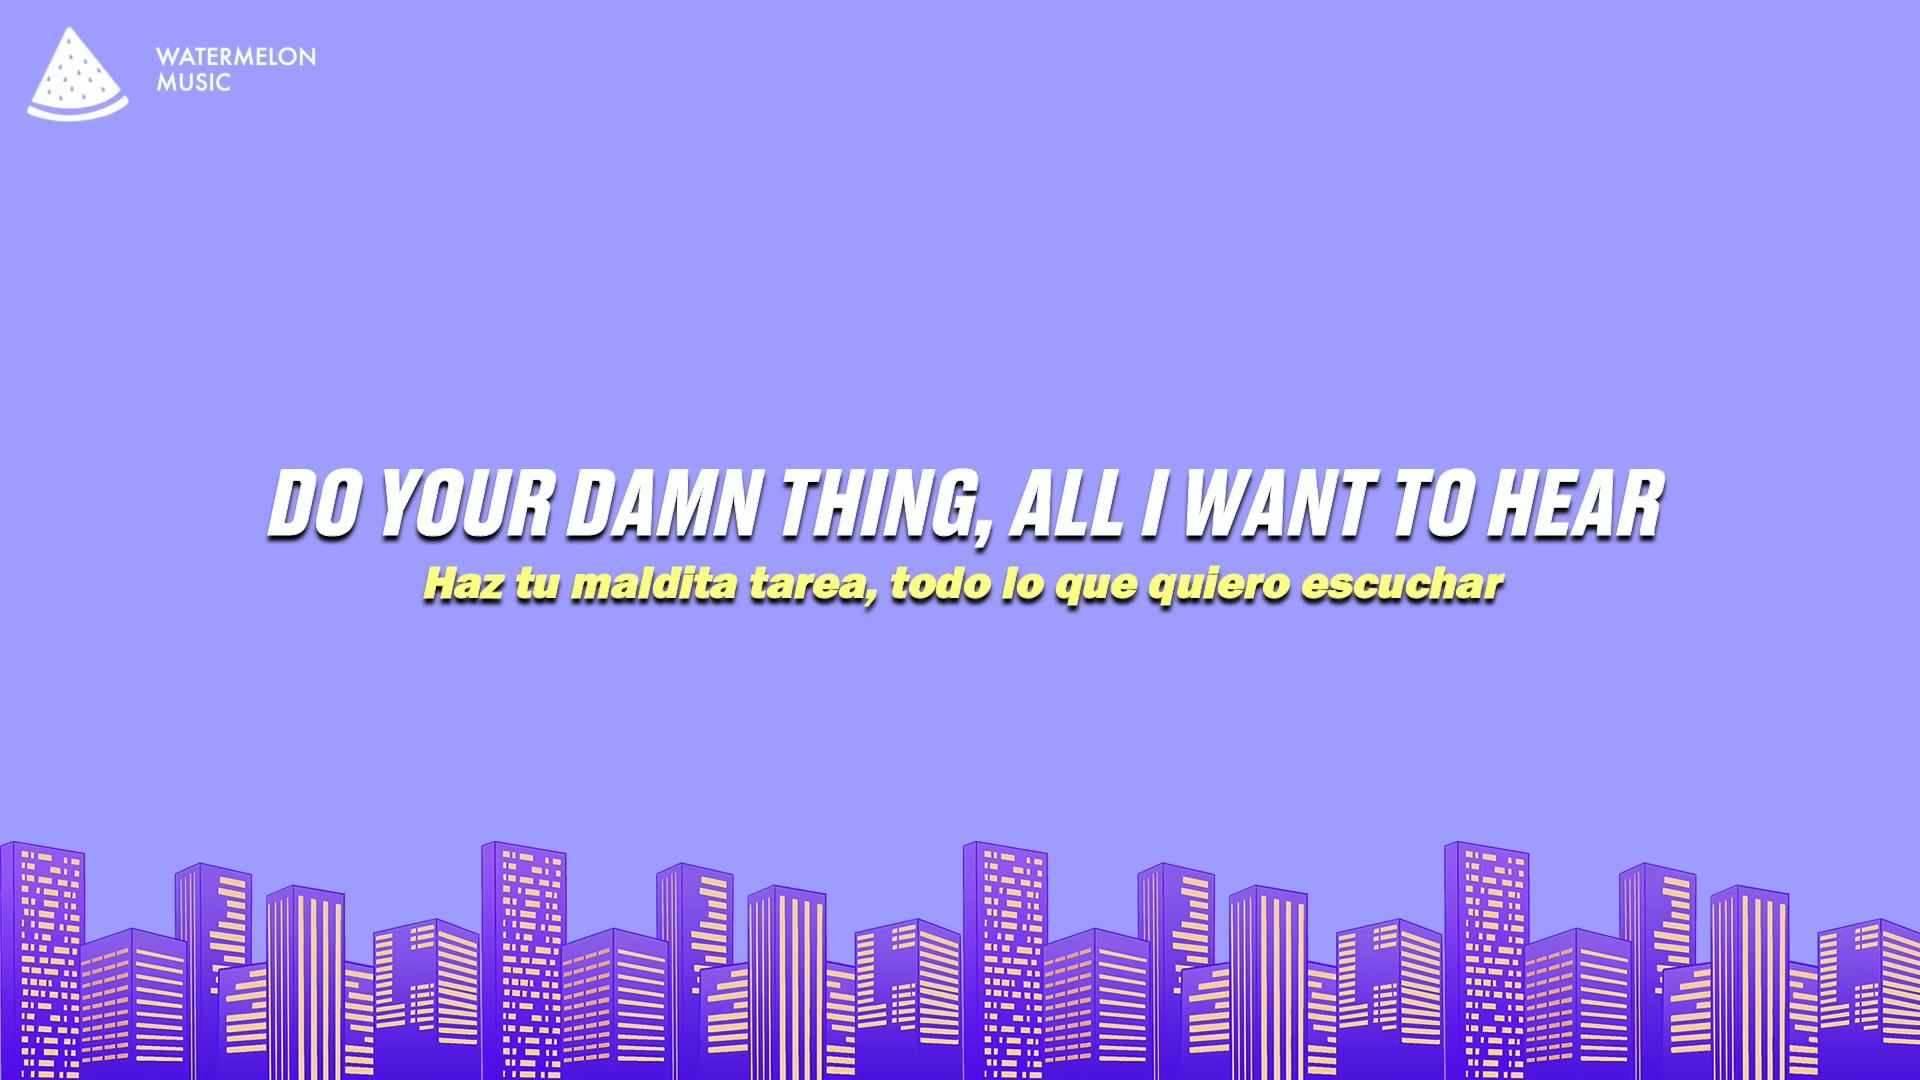 WATERMELON
MUSIC
DO YOUR DAMN THING, ALL I WANT TO HEAR
Haz tu maldita tarea, todo lo que quiero escuchar